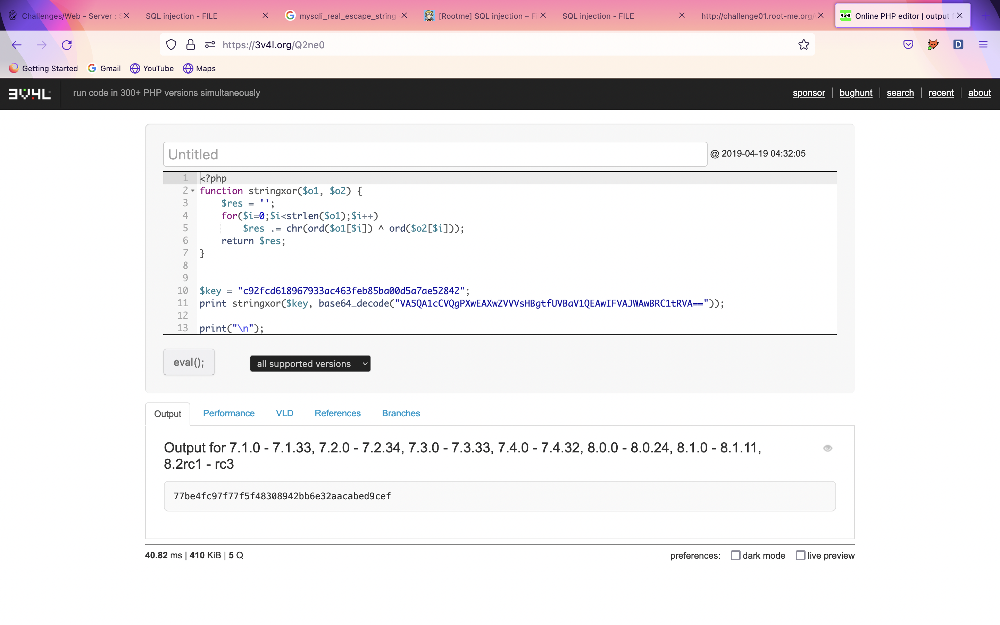 Challenges/Web - Server :
SQL injection - FILE
mysqli_real_escape_string
[Rootme] SQL injection –
SQL injection - FILE
http://challenge01.root-me.org/
3v4L
Online PHP editor | output
https://3v4l.org/Q2ne0
D
Getting Started
Gmail
YouTube
Maps
3V4L
run code in 300+ PHP versions simultaneously
sponsor | bughunt | search | recent | about
Untitled
@ 2019-04-19 04:32:05
1 <?php
2 function stringxor($o1, $o2) {
3 $res = '';
4 for($i=0;$i<strlen($o1);$i++)
5 $res .= chr(ord($o1[$i]) ^ ord($o2[$i]));
6 return $res;
7 }
8
9
10 $key = "c92fcd618967933ac463feb85ba00d5a7ae52842";
11 print stringxor($key, base64_decode("VA5QA1cCVQgPXwEAXwZVVVsHBgtfUVBaV1QEAwIFVAJWAwBRC1tRVA=="));
12
13 print("\n");
eval();
all supported versions
Output
Performance
VLD
References
Branches
Output for 7.1.0 - 7.1.33, 7.2.0 - 7.2.34, 7.3.0 - 7.3.33, 7.4.0 - 7.4.32, 8.0.0 - 8.0.24, 8.1.0 - 8.1.11,
8.2rc1 - rc3
77be4fc97f77f5f48308942bb6e32aacabed9cef
40.82 ms | 410 KiB | 5 Q
preferences: dark mode live preview